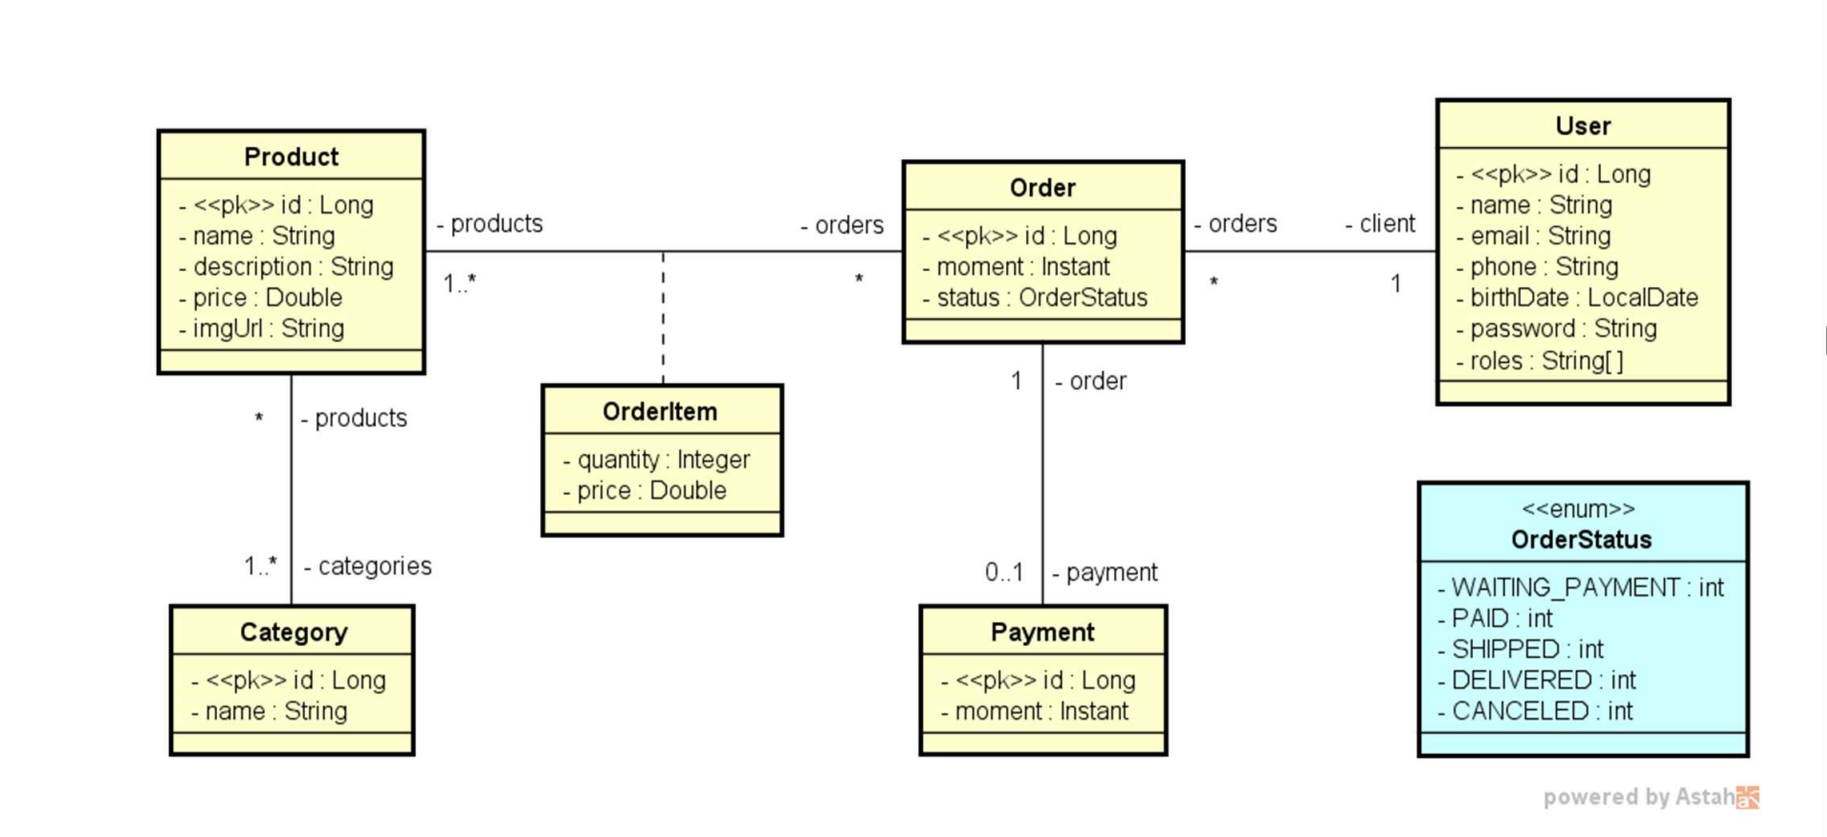 Product
- <<pk>> id : Long
- name : String
- description : String
- price : Double
- imgUrl : String
- products
1..*
- orders
*
Order
- <<pk>> id : Long
- moment : Instant
- status : OrderStatus
- orders
*
- client
1
User
- <<pk>> id : Long
- name : String
- email : String
- phone : String
- birthDate : LocalDate
- password : String
- roles : String[ ]
* - products
OrderItem
- quantity : Integer
- price : Double
1 - order
1..* - categories
0..1 - payment
Category
- <<pk>> id : Long
- name : String
Payment
- <<pk>> id : Long
- moment : Instant
<<enum>>
OrderStatus
- WAITING_PAYMENT : int
- PAID : int
- SHIPPED : int
- DELIVERED : int
- CANCELED : int
powered by Astah